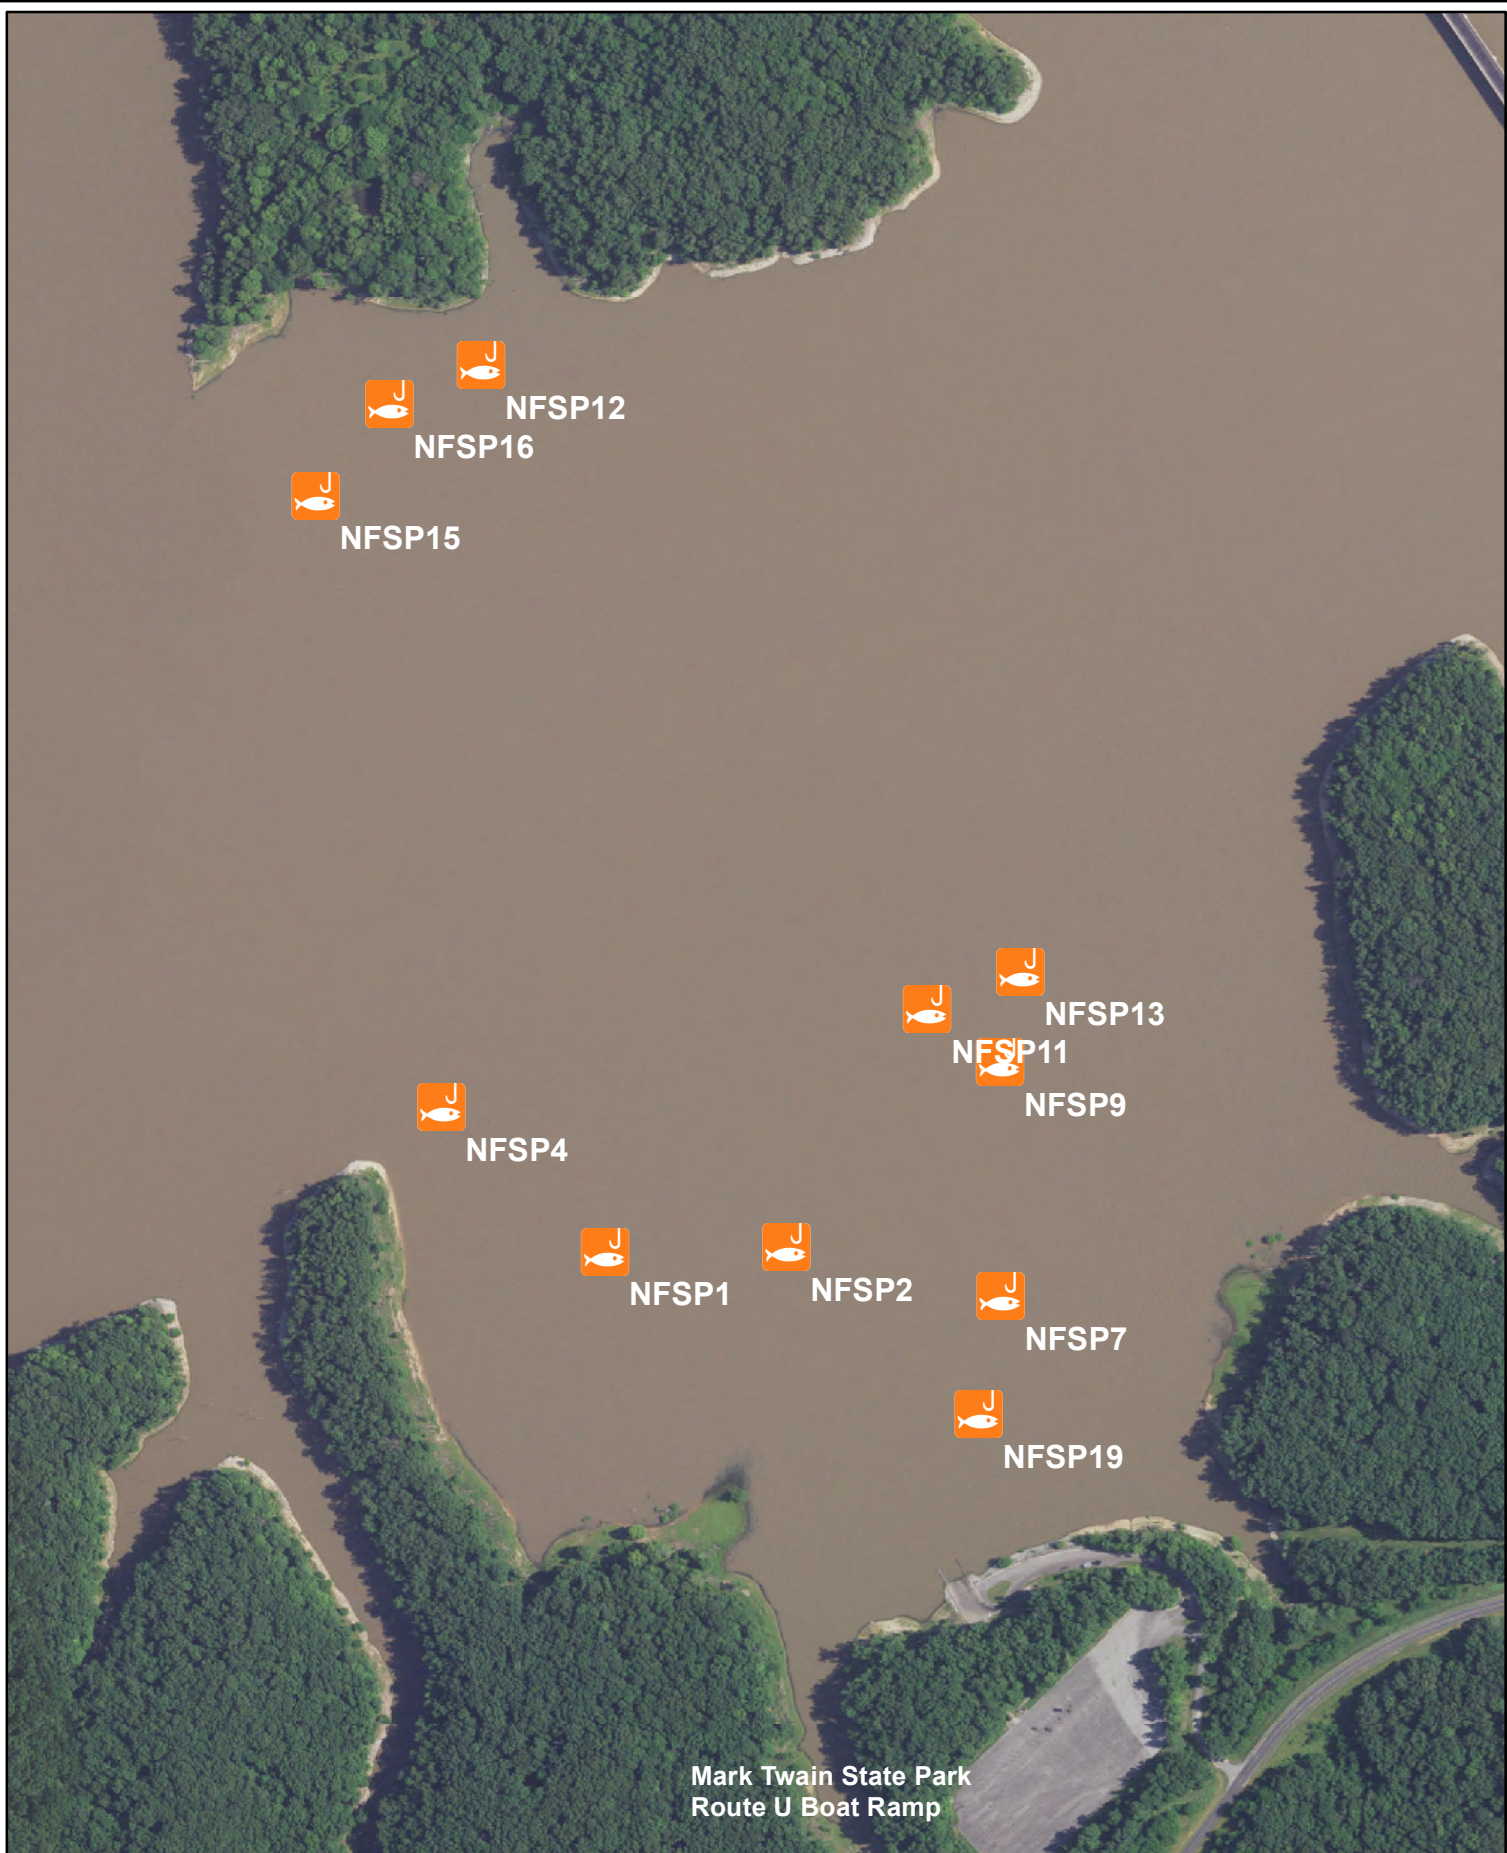 NFSP12
NFSP16
NFSP15
NFSP13
NFSP11
NFSP9
NFSP4
NFSP1
NFSP2
NFSP7
NFSP19
Mark Twain State Park
Route U Boat Ramp